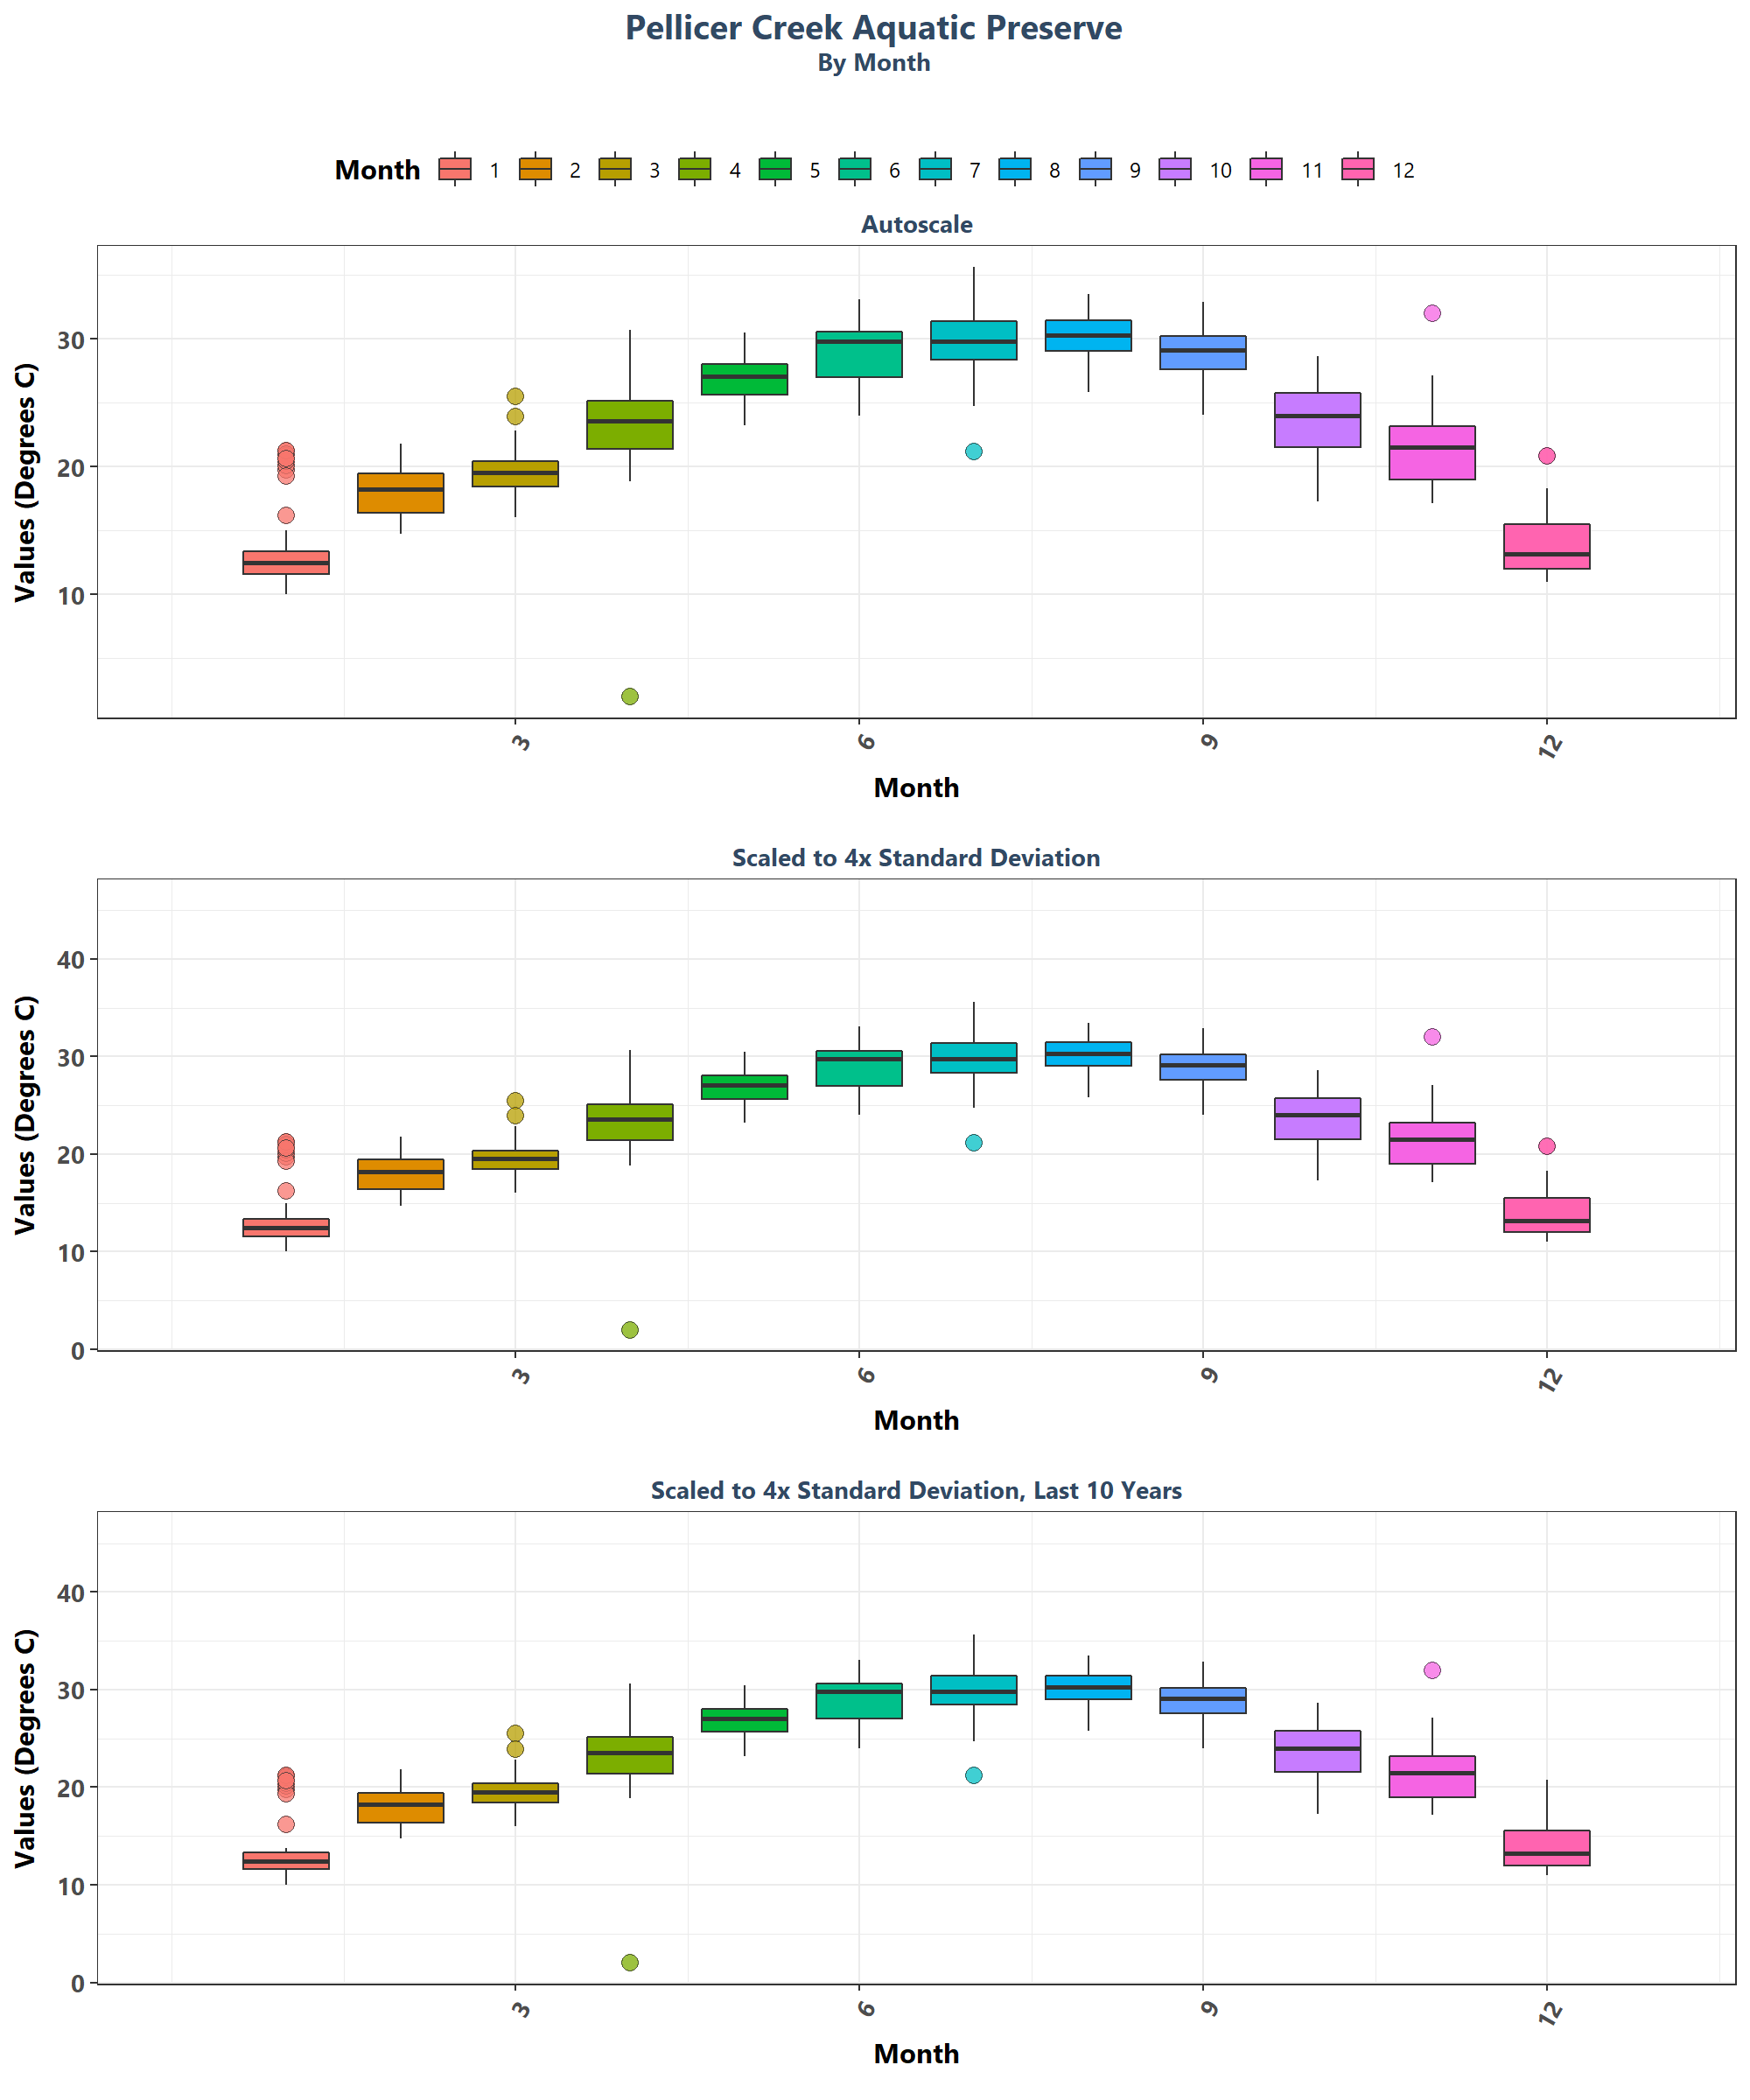 Pellicer Creek Aquatic Preserve
By Month
Month 1 2 3 4 5 6 7 8 9 10 11 12
Autoscale
Values (Degrees C)
30
20
10
3 6 9 12
Month
Scaled to 4x Standard Deviation
Values (Degrees C)
40
30
20
10
0
3 6 9 12
Month
Scaled to 4x Standard Deviation, Last 10 Years
Values (Degrees C)
40
30
20
10
0
3 6 9 12
Month